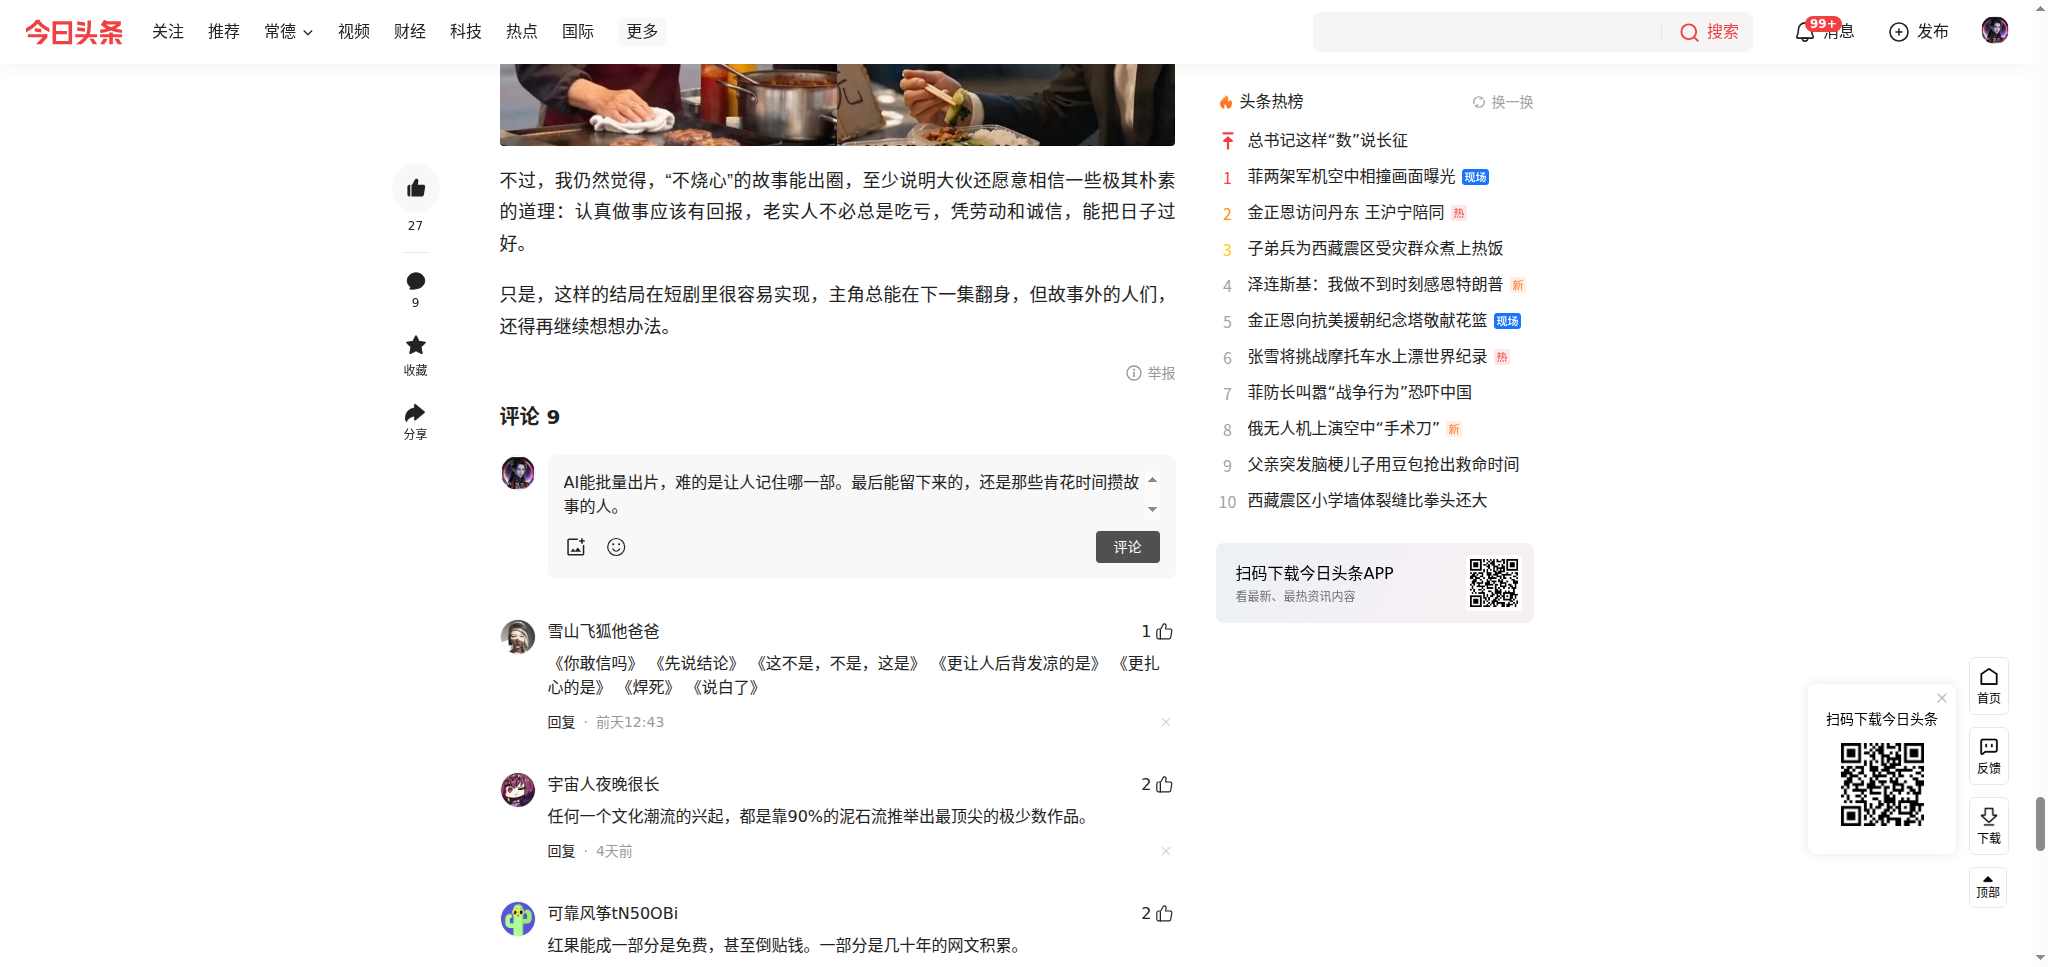 今日头条
关注
推荐
常德
视频
财经
科技
热点
国际
更多
搜索
99+
消息
发布
不过，我仍然觉得，“不烧心”的故事能出圈，至少说明大伙还愿意相信一些极其朴素
的道理：认真做事应该有回报，老实人不必总是吃亏，凭劳动和诚信，能把日子过
好。
只是，这样的结局在短剧里很容易实现，主角总能在下一集翻身，但故事外的人们，
还得再继续想想办法。
举报
27
9
收藏
分享
评论 9
AI能批量出片，难的是让人记住哪一部。最后能留下来的，还是那些肯花时间攒故
事的人。
评论
雪山飞狐他爸爸
1
《你敢信吗》 《先说结论》 《这不是，不是，这是》 《更让人后背发凉的是》 《更扎
心的是》 《焊死》 《说白了》
回复 · 前天12:43
宇宙人夜晚很长
2
任何一个文化潮流的兴起，都是靠90%的泥石流推举出最顶尖的极少数作品。
回复 · 4天前
可靠风筝tN50OBi
2
红果能成一部分是免费，甚至倒贴钱。一部分是几十年的网文积累。
头条热榜
换一换
总书记这样“数”说长征
1 菲两架军机空中相撞画面曝光 现场
2 金正恩访问丹东 王沪宁陪同 热
3 子弟兵为西藏震区受灾群众煮上热饭
4 泽连斯基：我做不到时刻感恩特朗普 新
5 金正恩向抗美援朝纪念塔敬献花篮 现场
6 张雪将挑战摩托车水上漂世界纪录 热
7 菲防长叫嚣“战争行为”恐吓中国
8 俄无人机上演空中“手术刀” 新
9 父亲突发脑梗儿子用豆包抢出救命时间
10 西藏震区小学墙体裂缝比拳头还大
扫码下载今日头条APP
看最新、最热资讯内容
扫码下载今日头条
首页
反馈
下载
顶部